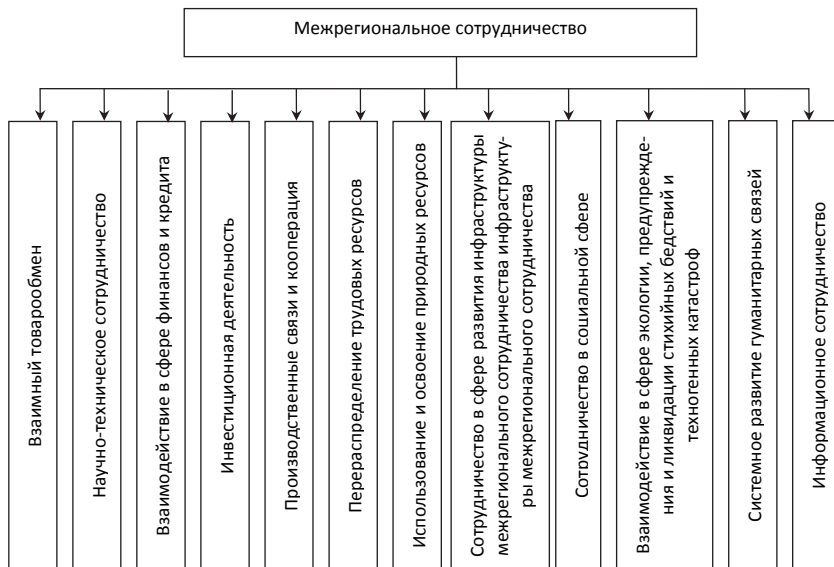 Межрегиональное сотрудничество
Взаимный товарообмен
Научно-техническое сотрудничество
Взаимодействие в сфере финансов и кредита
Инвестиционная деятельность
Производственные связи и кооперация
Перераспределение трудовых ресурсов
Использование и освоение природных ресурсов
Сотрудничество в сфере развития инфраструктуры
межрегионального сотрудничества инфраструкту-
ры межрегионального сотрудничества
Сотрудничество в социальной сфере
Взаимодействие в сфере экологии, предупрежде-
ния и ликвидации стихийных бедствий и
техногенных катастроф
Системное развитие гуманитарных связей
Информационное сотрудничество